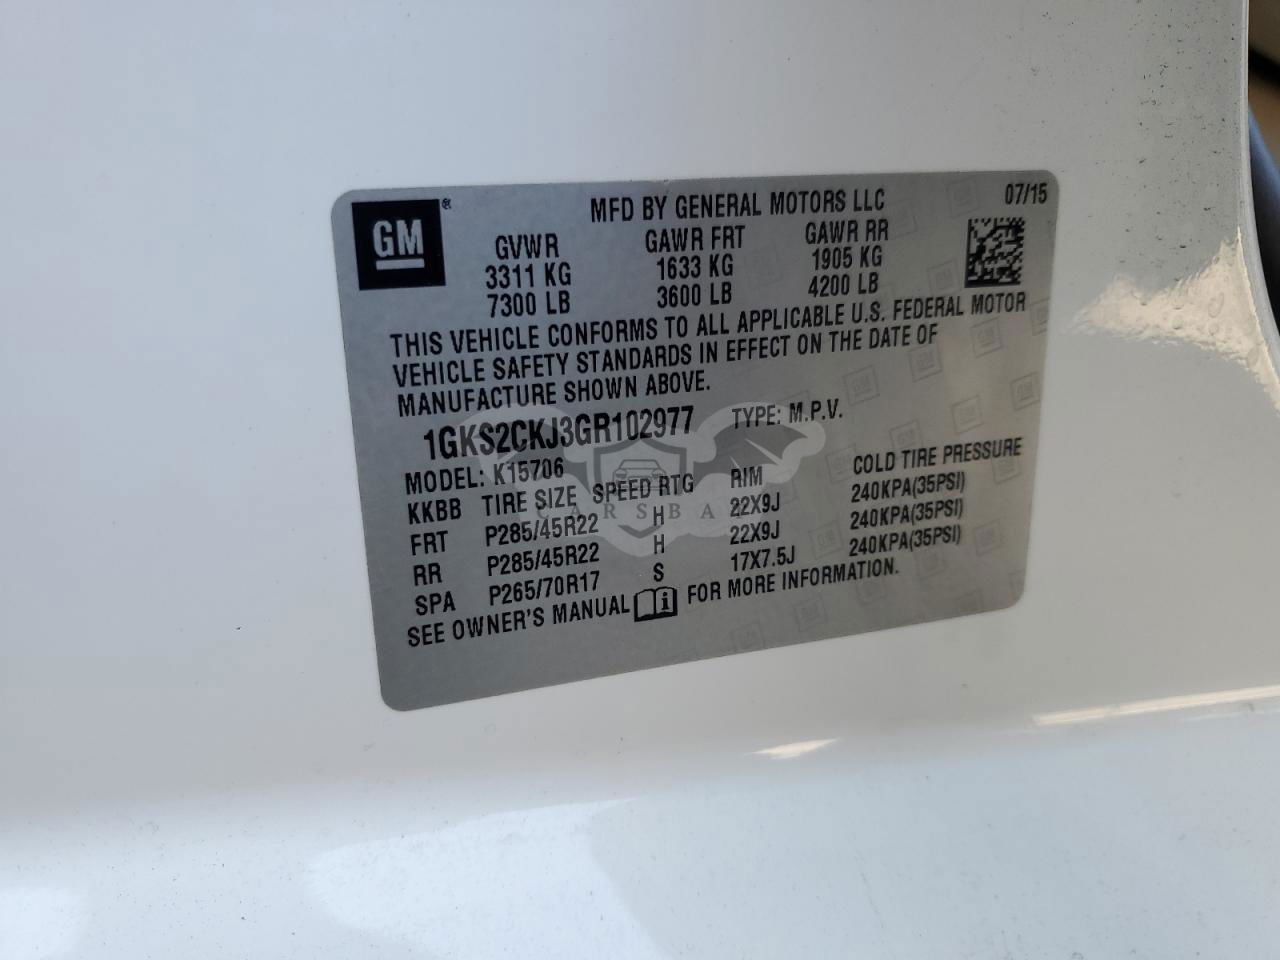 GM ®
MFD BY GENERAL MOTORS LLC 07/15
GVWR GAWR FRT GAWR RR
3311 KG 1633 KG 1905 KG
7300 LB 3600 LB 4200 LB
THIS VEHICLE CONFORMS TO ALL APPLICABLE U.S. FEDERAL MOTOR
VEHICLE SAFETY STANDARDS IN EFFECT ON THE DATE OF
MANUFACTURE SHOWN ABOVE.
1GKS2CKJ3GR102977 TYPE: M.P.V.
MODEL: K15706
KKBB TIRE SIZE SPEED RTG RIM COLD TIRE PRESSURE
FRT P285/45R22 H 22X9J 240KPA(35PSI)
RR P285/45R22 H 22X9J 240KPA(35PSI)
SPA P265/70R17 S 17X7.5J 240KPA(35PSI)
SEE OWNER'S MANUAL FOR MORE INFORMATION.